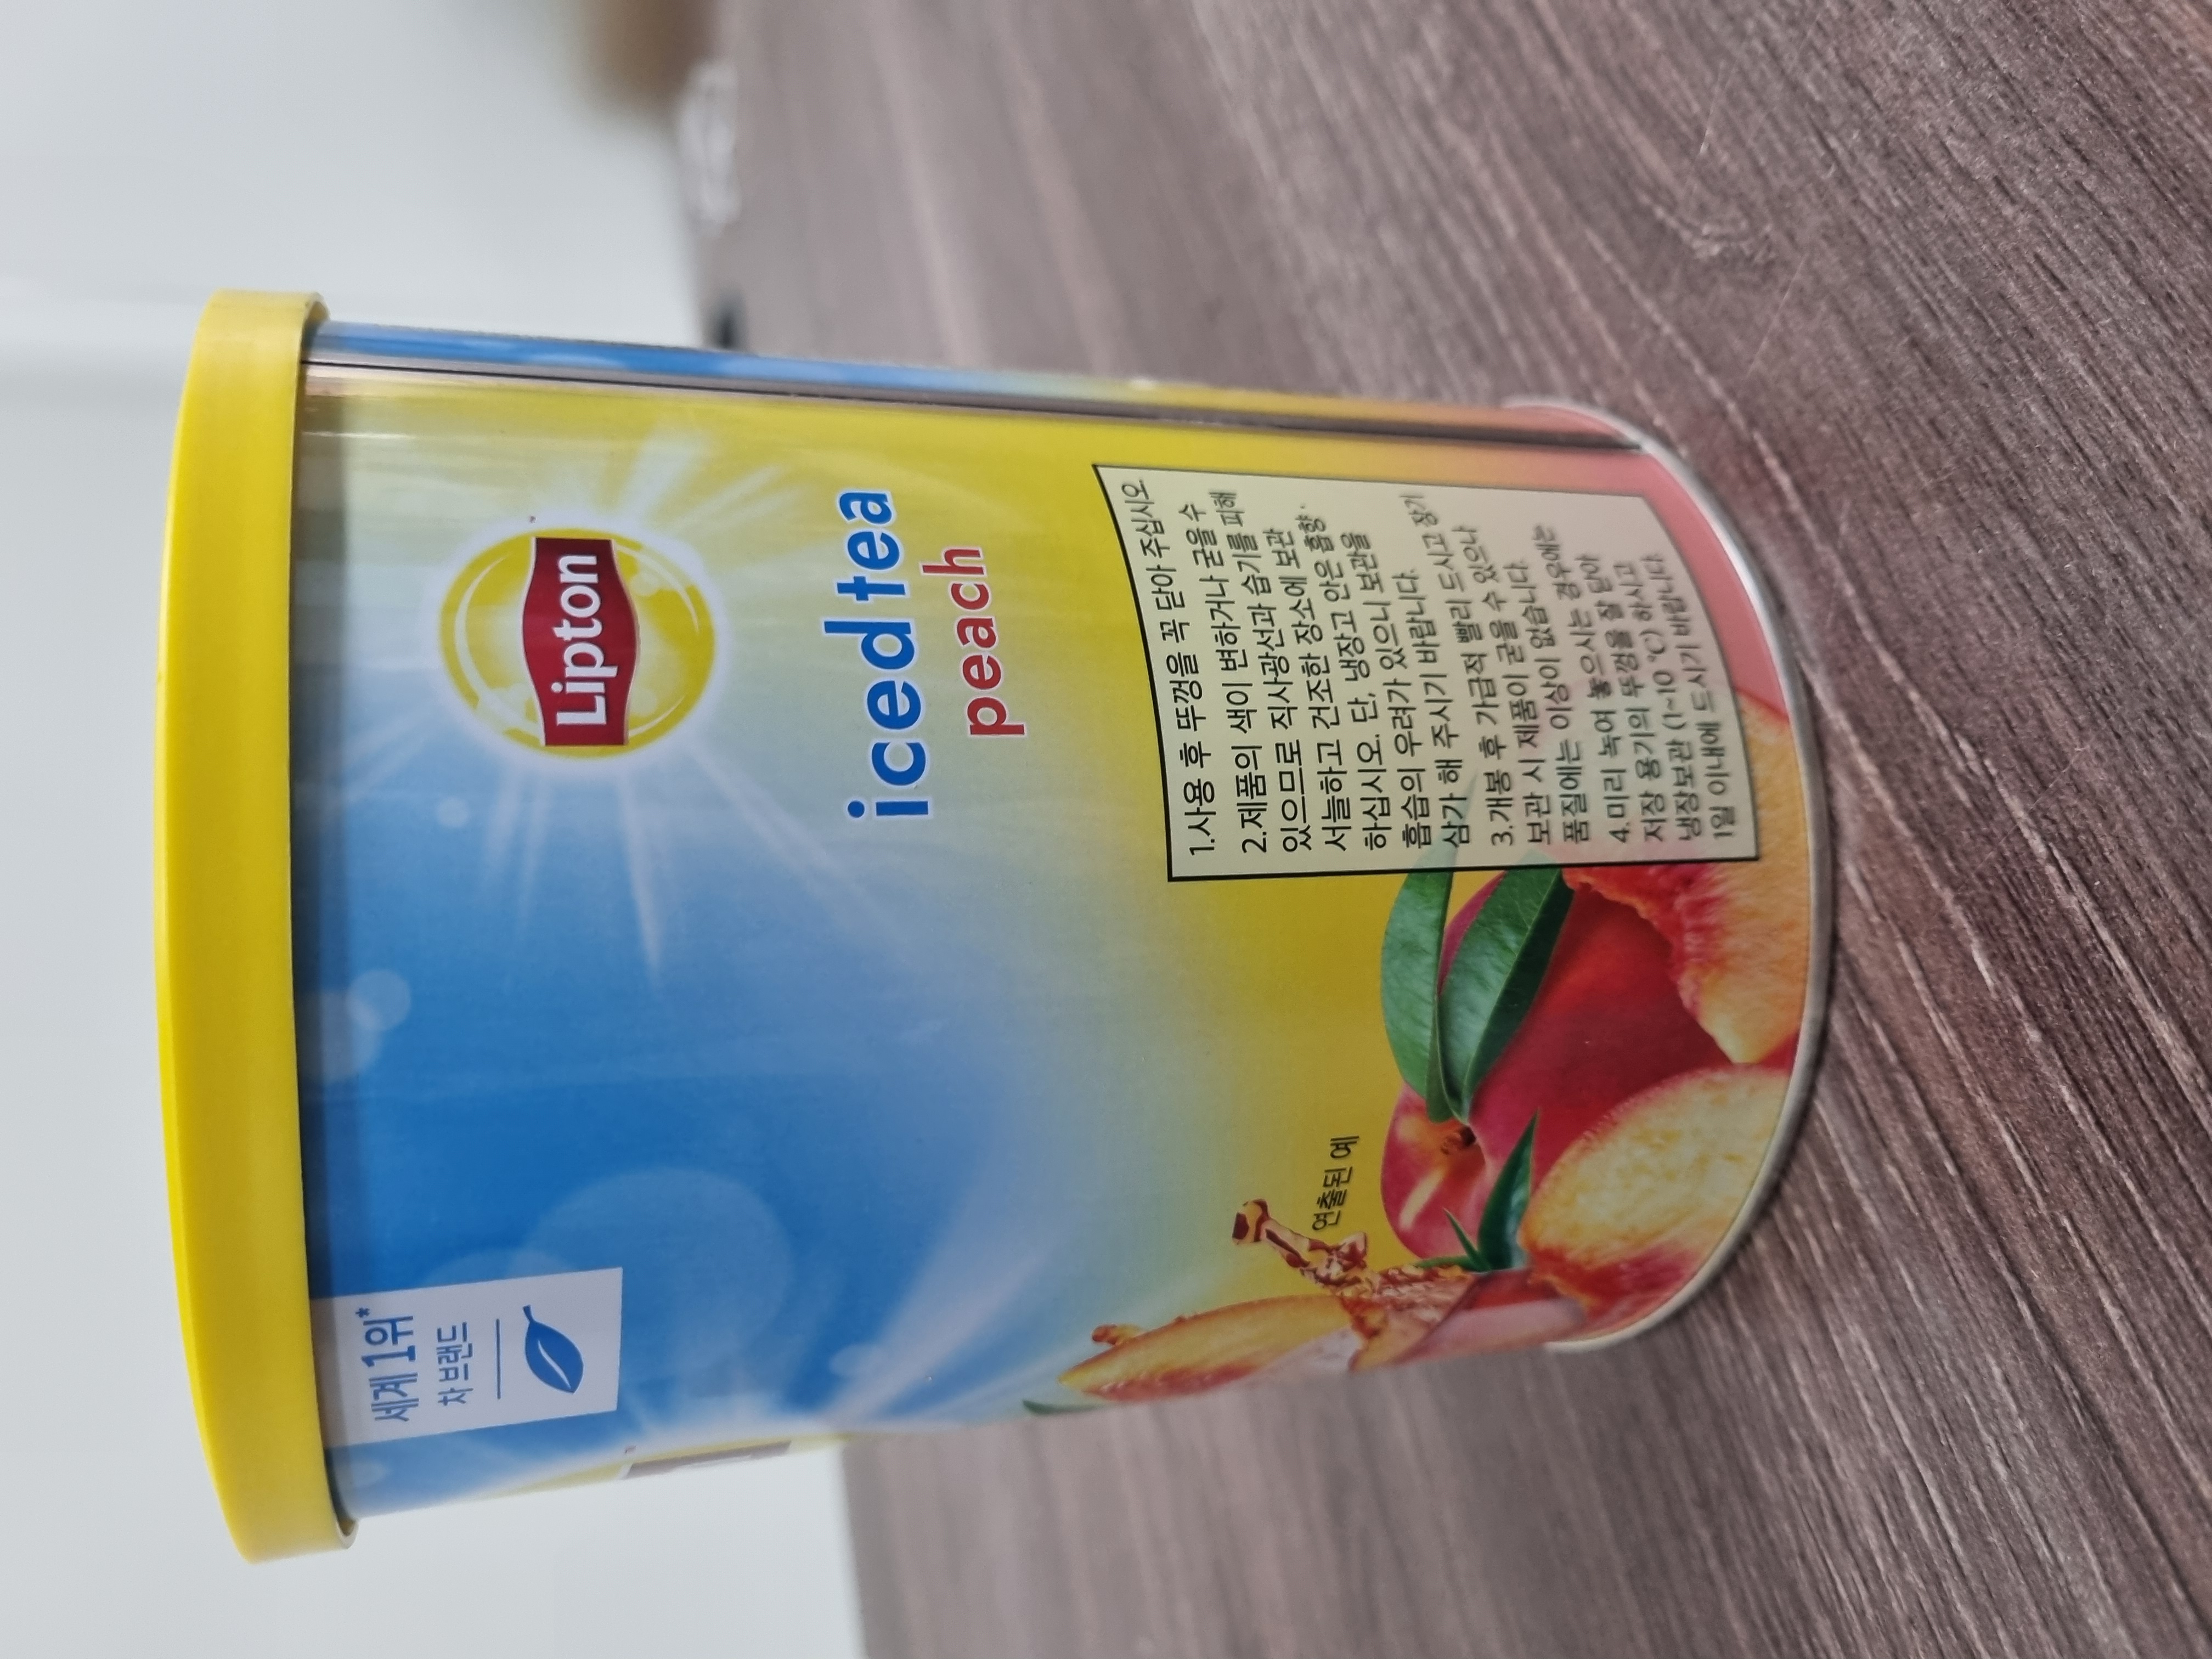 세계 1위*
차 브랜드
Lipton
iced tea
peach
연출된 예
1.사용 후 뚜껑을 꼭 닫아 주십시오
2.제품의 색이 변하거나 굳을 수
있으므로 직사광선과 습기를 피해
서늘하고 건조한 장소에 보관
하십시오. 단, 냉장고 안은 흡향·
흡습의 우려가 있으니 보관을
삼가 해 주시기 바랍니다.
3.개봉 후 가급적 빨리 드시고 장기
보관 시 제품이 굳을 수 있으나
품질에는 이상이 없습니다.
4.미리 녹여 놓으시는 경우에는
저장 용기의 뚜껑을 잘 닫아
냉장보관 (1~10 ℃) 하시고
1일 이내에 드시기 바랍니다.